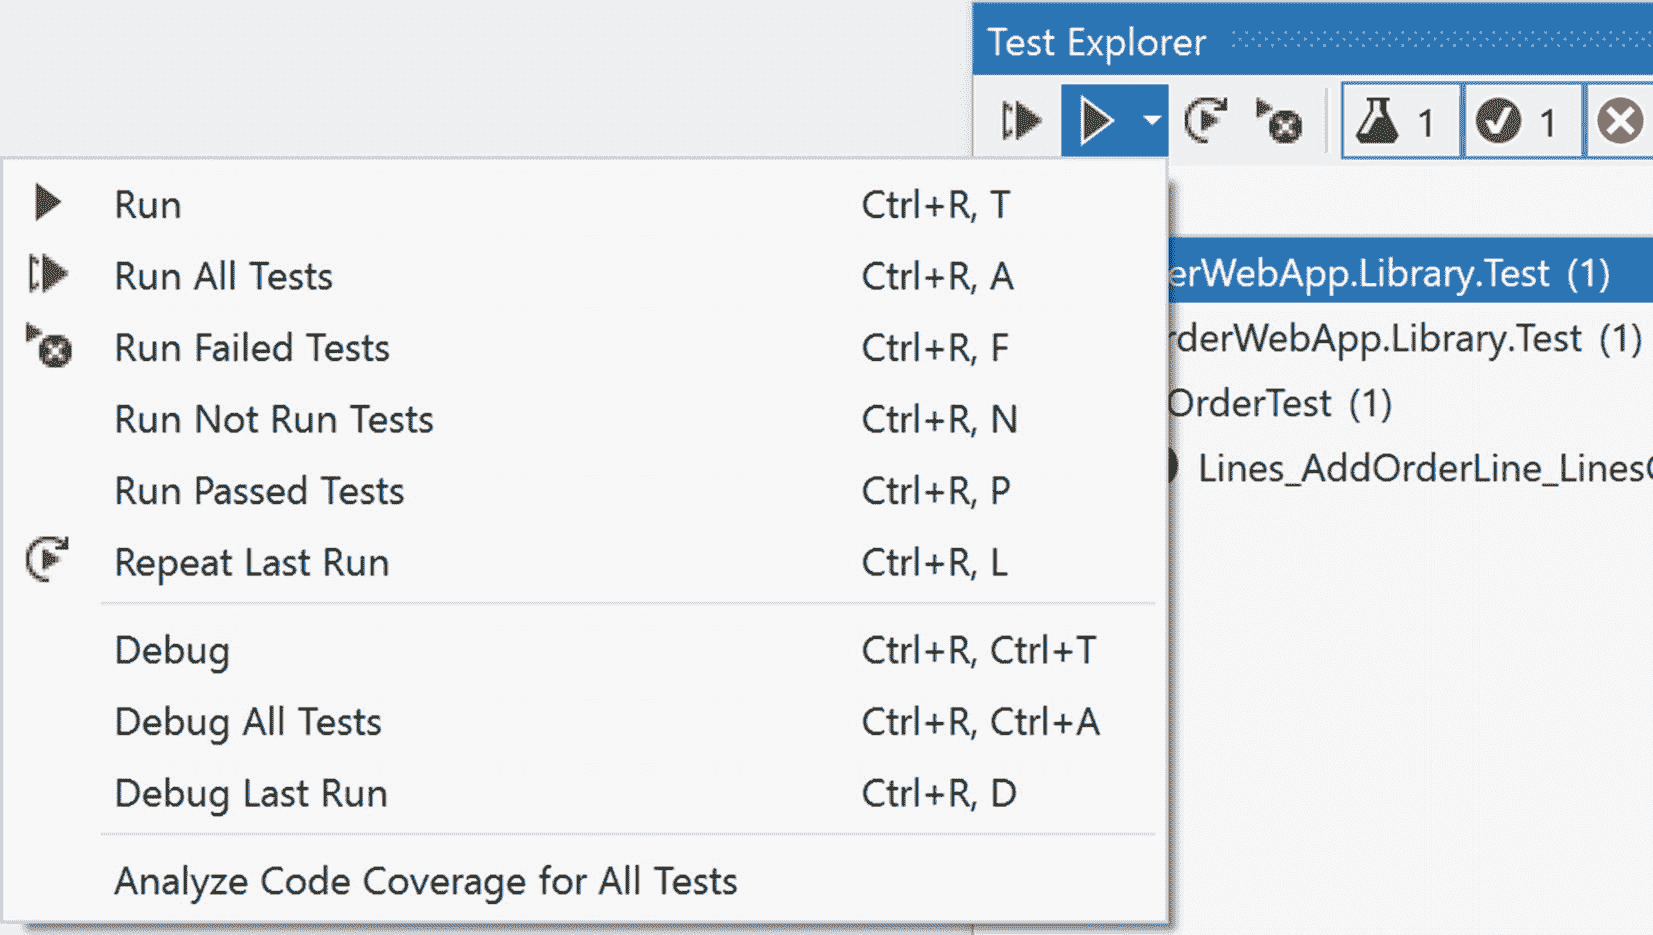 Test Explorer
1 1
Run Ctrl+R, T
Run All Tests Ctrl+R, A
Run Failed Tests Ctrl+R, F
Run Not Run Tests Ctrl+R, N
Run Passed Tests Ctrl+R, P
Repeat Last Run Ctrl+R, L
Debug Ctrl+R, Ctrl+T
Debug All Tests Ctrl+R, Ctrl+A
Debug Last Run Ctrl+R, D
Analyze Code Coverage for All Tests
erWebApp.Library.Test (1)
rderWebApp.Library.Test (1)
OrderTest (1)
Lines_AddOrderLine_Lines